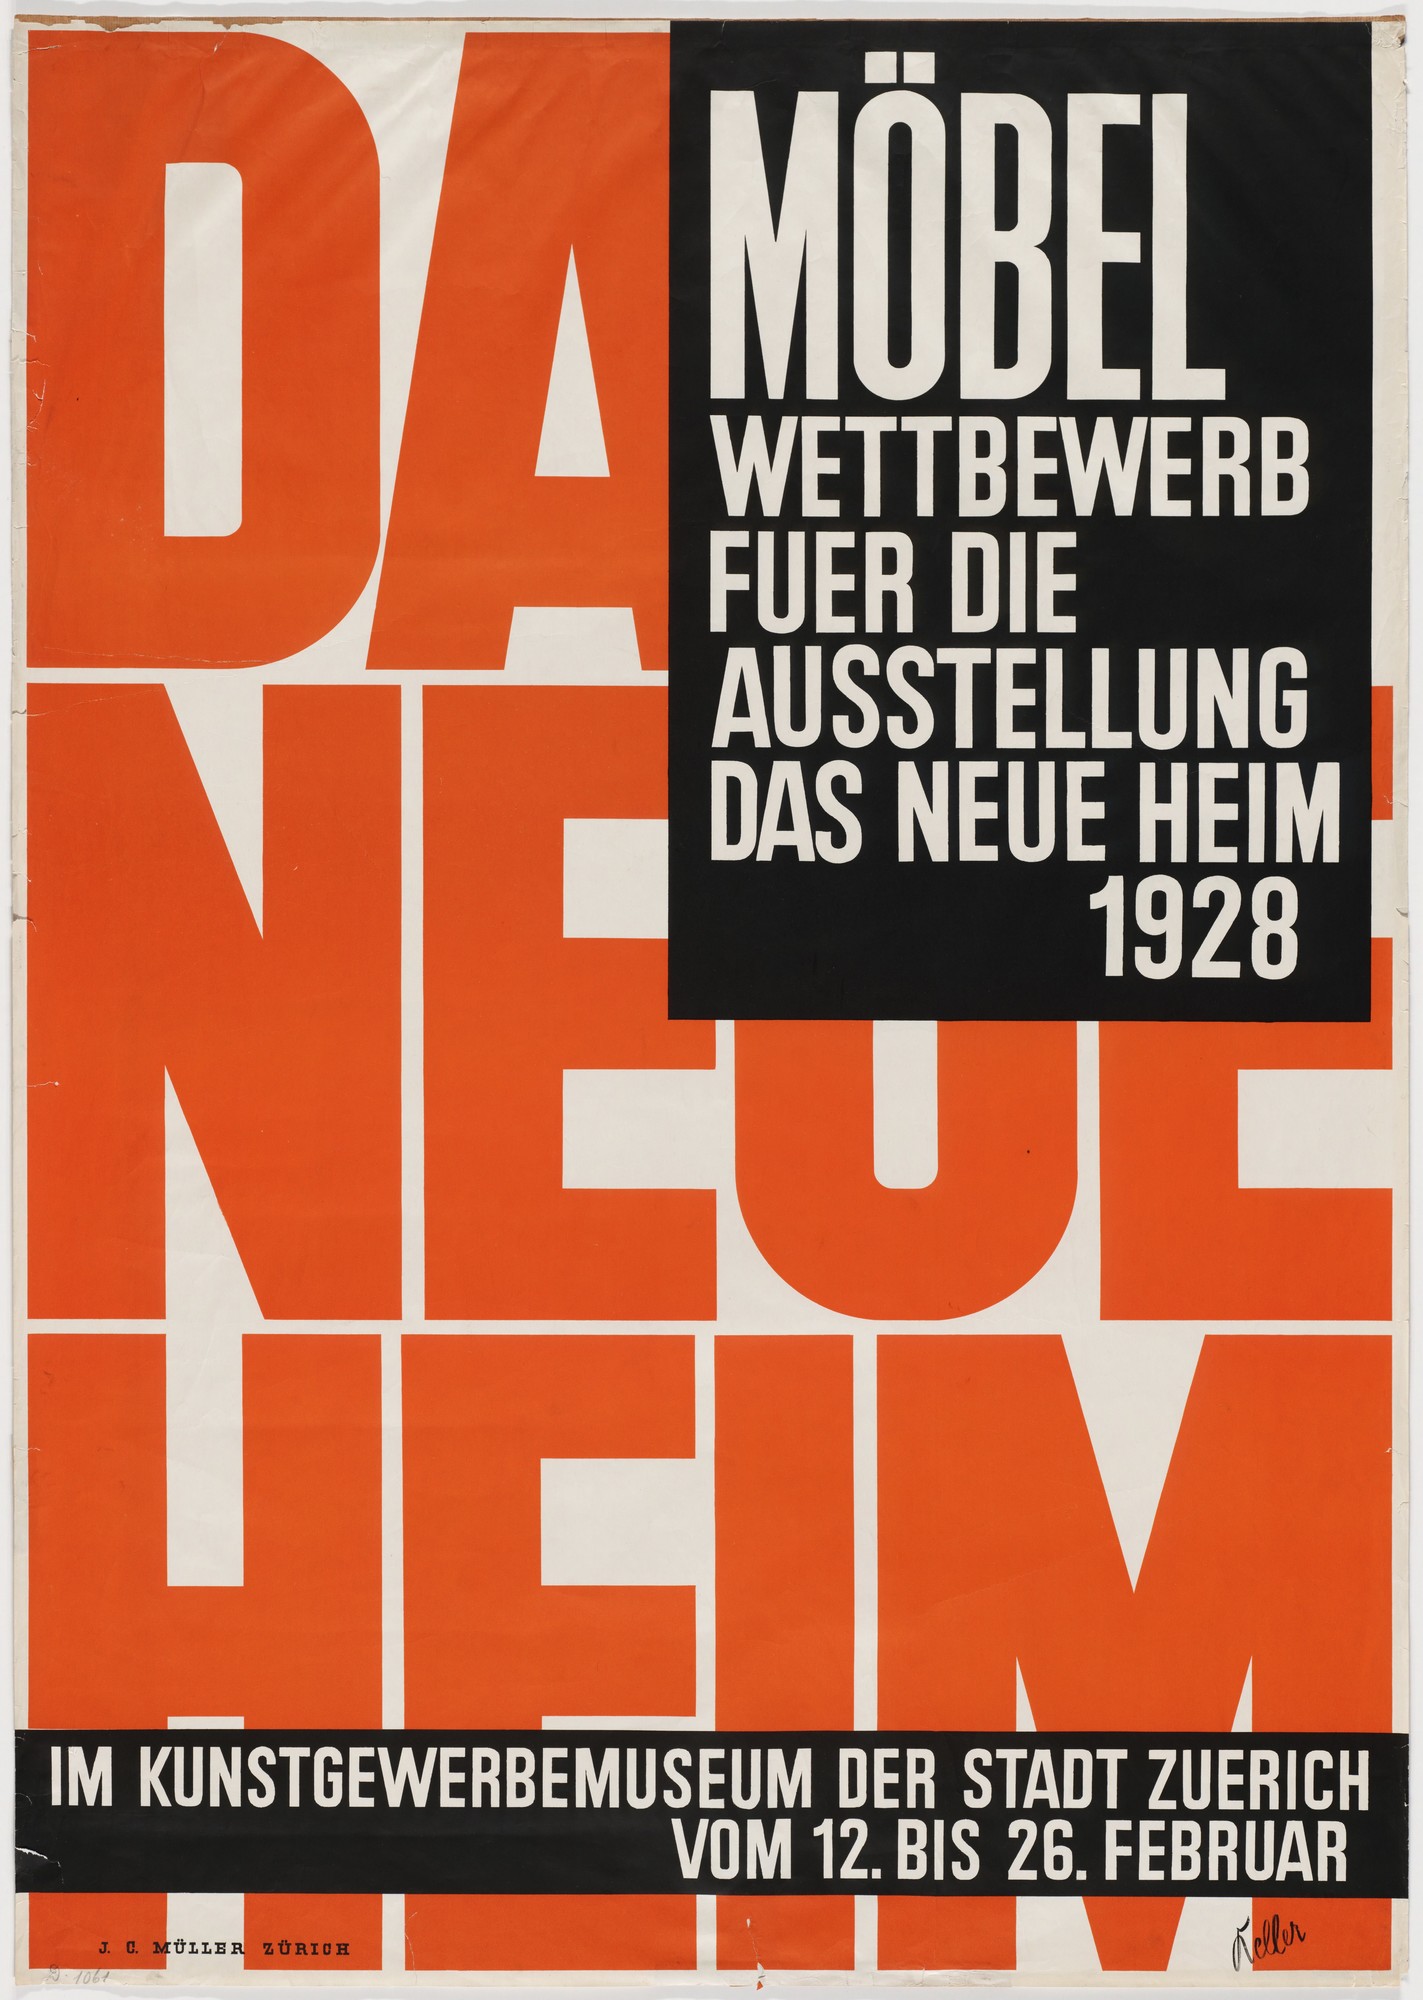 DA
NEUE
HEIM
MÖBEL
WETTBEWERB
FUER DIE
AUSSTELLUNG
DAS NEUE HEIM
1928
IM KUNSTGEWERBEMUSEUM DER STADT ZUERICH
VOM 12. BIS 26. FEBRUAR
J. C. MÜLLER ZÜRICH
Keller
D. 1061